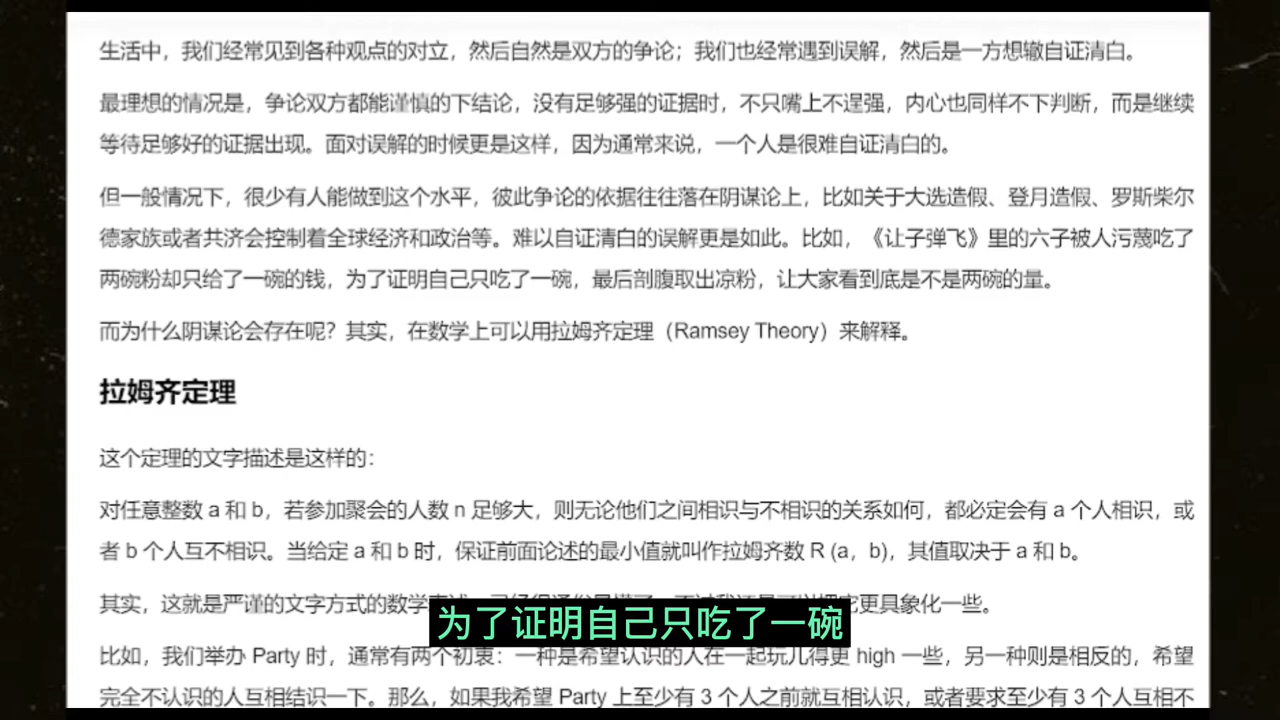 生活中，我们经常见到各种观点的对立，然后自然是双方的争论；我们也经常遇到误解，然后是一方想辙自证清白。
最理想的情况是，争论双方都能谨慎的下结论，没有足够强的证据时，不只嘴上不逞强，内心也同样不下判断，而是继续
等待足够好的证据出现。面对误解的时候更是这样，因为通常来说，一个人是很难自证清白的。
但一般情况下，很少有人能做到这个水平，彼此争论的依据往往落在阴谋论上，比如关于大选造假、登月造假、罗斯柴尔
德家族或者共济会控制着全球经济和政治等。难以自证清白的误解更是如此。比如，《让子弹飞》里的六子被人污蔑吃了
两碗粉却只给了一碗的钱，为了证明自己只吃了一碗，最后剖腹取出凉粉，让大家看到底是不是两碗的量。
而为什么阴谋论会存在呢？其实，在数学上可以用拉姆齐定理（Ramsey Theory）来解释。
拉姆齐定理
这个定理的文字描述是这样的：
对任意整数 a 和 b，若参加聚会的人数 n 足够大，则无论他们之间相识与不相识的关系如何，都必定会有 a 个人相识，或
者 b 个人互不相识。当给定 a 和 b 时，保证前面论述的最小值就叫作拉姆齐数 R (a，b)，其值取决于 a 和 b。
其实，这就是严谨的文字方式的数学 它更具象化一些。
为了证明自己只吃了一碗
比如，我们举办 Party 时，通常有两个初衷：一种是希望认识的人在一起玩儿得更 high 一些，另一种则是相反的，希望
完全不认识的人互相结识一下。那么，如果我希望 Party 上至少有 3 个人之前就互相认识，或者要求至少有 3 个人互相不